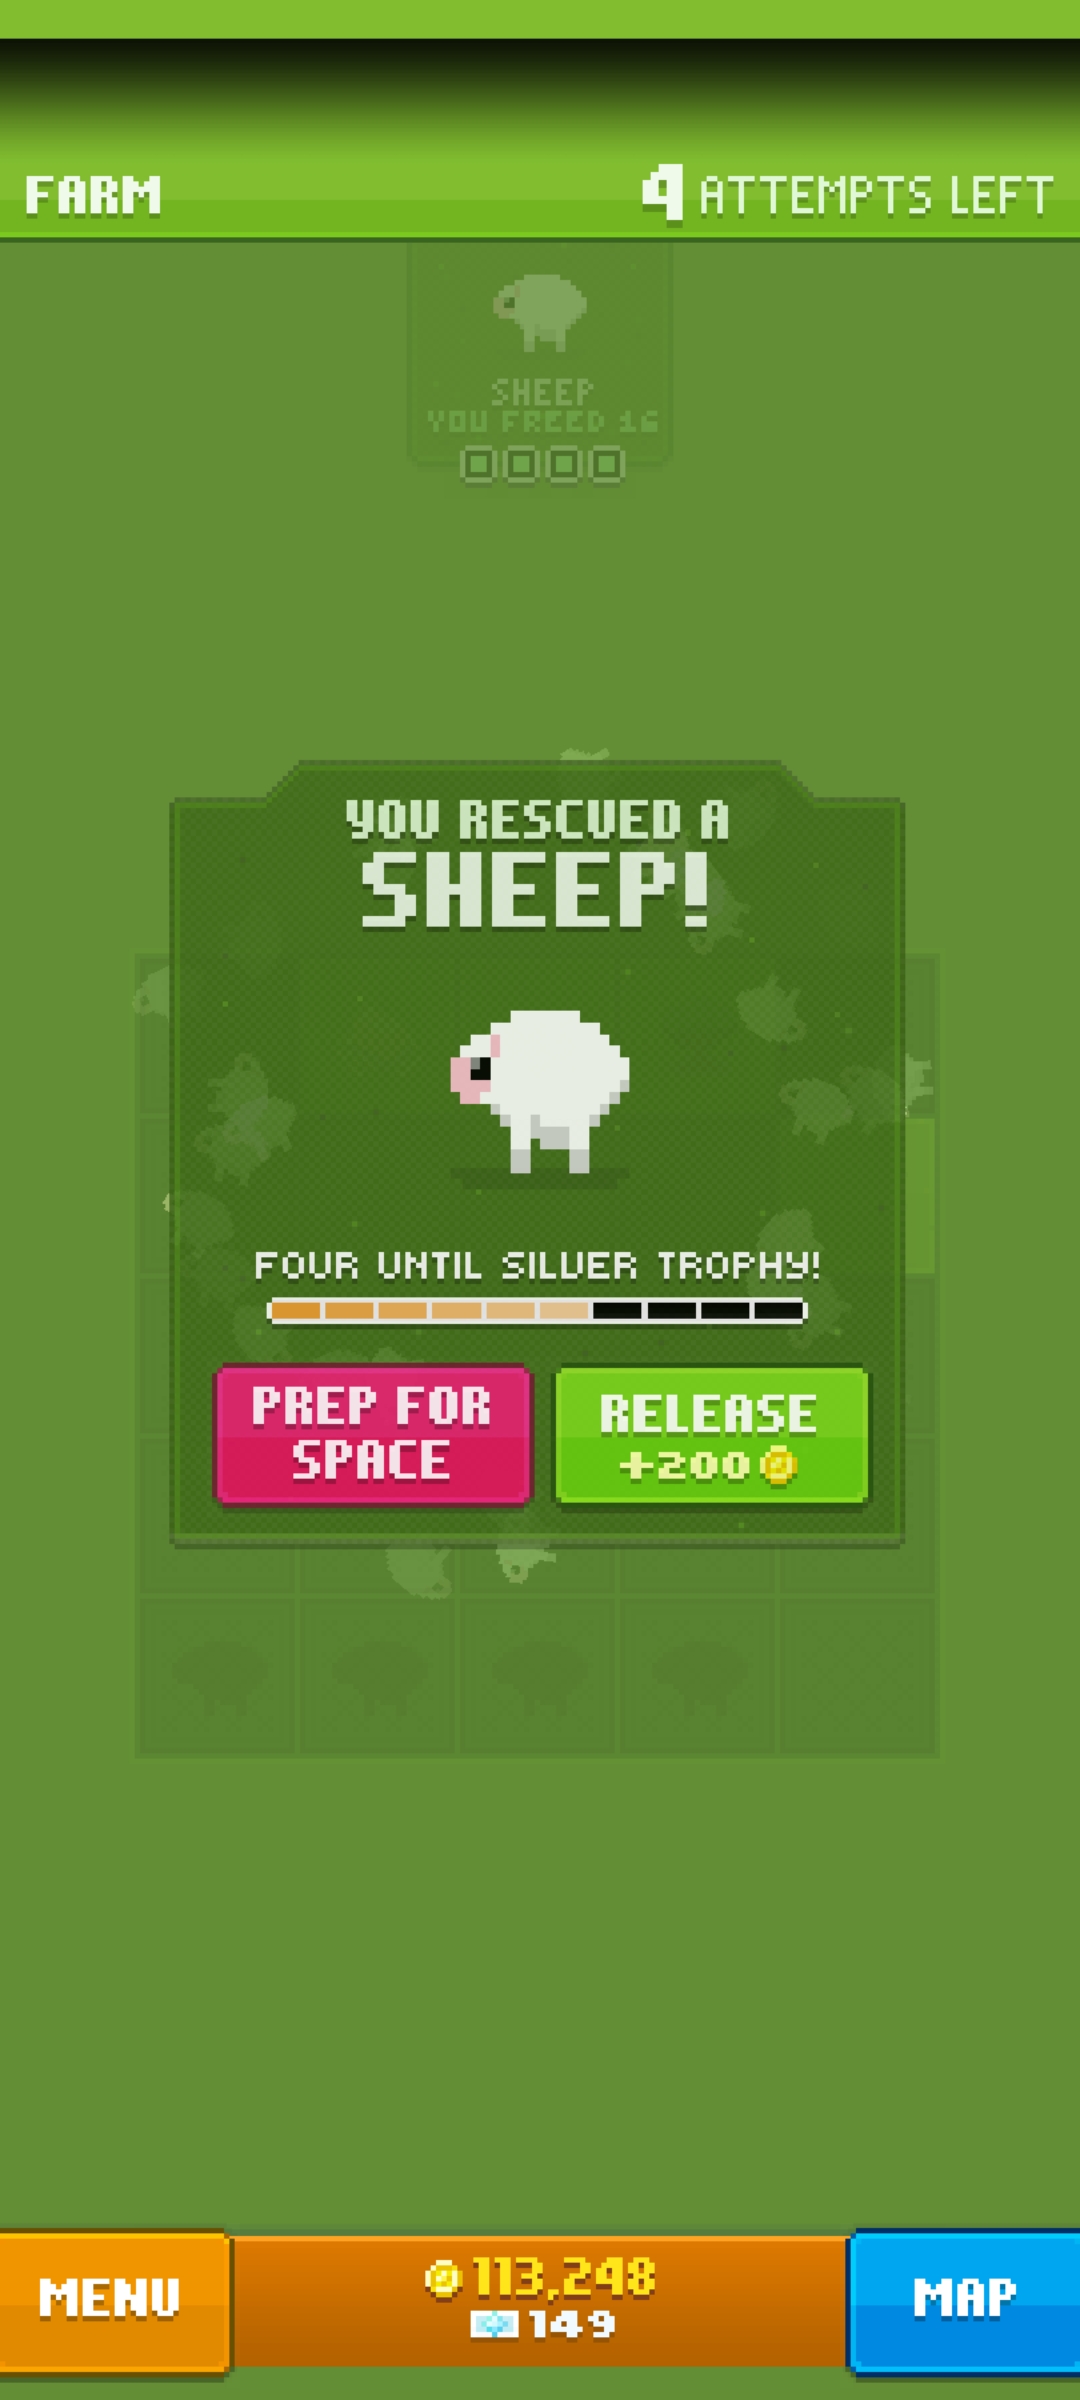 FARM
9 ATTEMPTS LEFT
SHEEP
YOU FREED 16
YOU RESCUED A
SHEEP!
FOUR UNTIL SILVER TROPHY!
PREP FOR
SPACE
RELEASE
+200
MENU
113,248
149
MAP